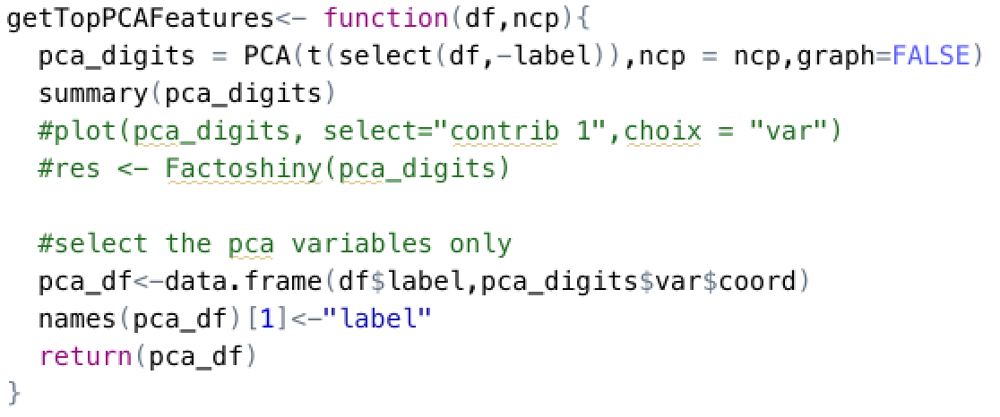 getTopPCAFeatures<- function(df,ncp){
  pca_digits = PCA(t(select(df,-label)),ncp = ncp,graph=FALSE)
  summary(pca_digits)
  #plot(pca_digits, select="contrib 1",choix = "var")
  #res <- Factoshiny(pca_digits)

  #select the pca variables only
  pca_df<-data.frame(df$label,pca_digits$var$coord)
  names(pca_df)[1]<-"label"
  return(pca_df)
}